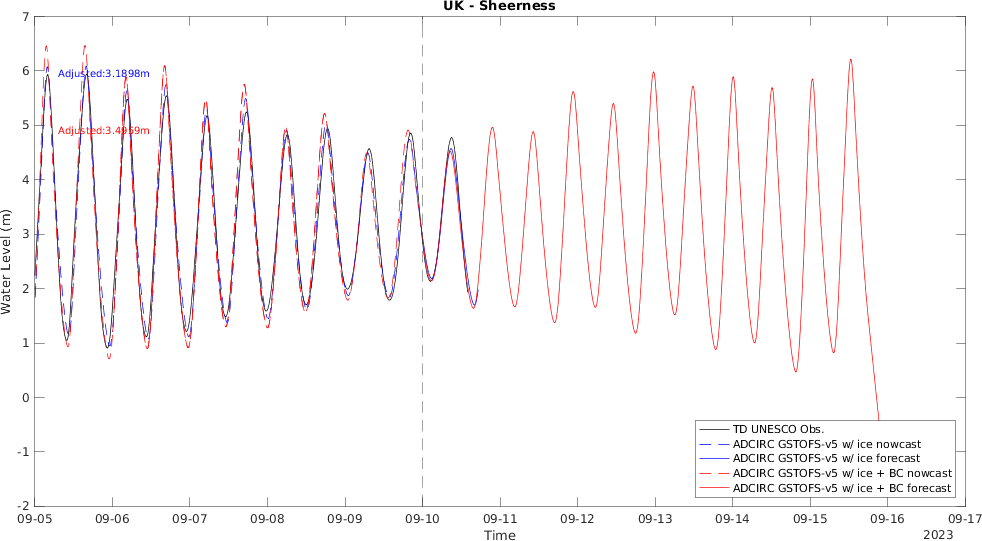 UK - Sheerness
7
6
5
4
3
2
1
0
-1
-2
Water Level (m)
Adjusted:3.1898m
Adjusted:3.4959m
TD UNESCO Obs.
ADCIRC GSTOFS-v5 w/ ice nowcast
ADCIRC GSTOFS-v5 w/ ice forecast
ADCIRC GSTOFS-v5 w/ ice + BC nowcast
ADCIRC GSTOFS-v5 w/ ice + BC forecast
09-05 09-06 09-07 09-08 09-09 09-10 09-11 09-12 09-13 09-14 09-15 09-16 09-17
Time
2023